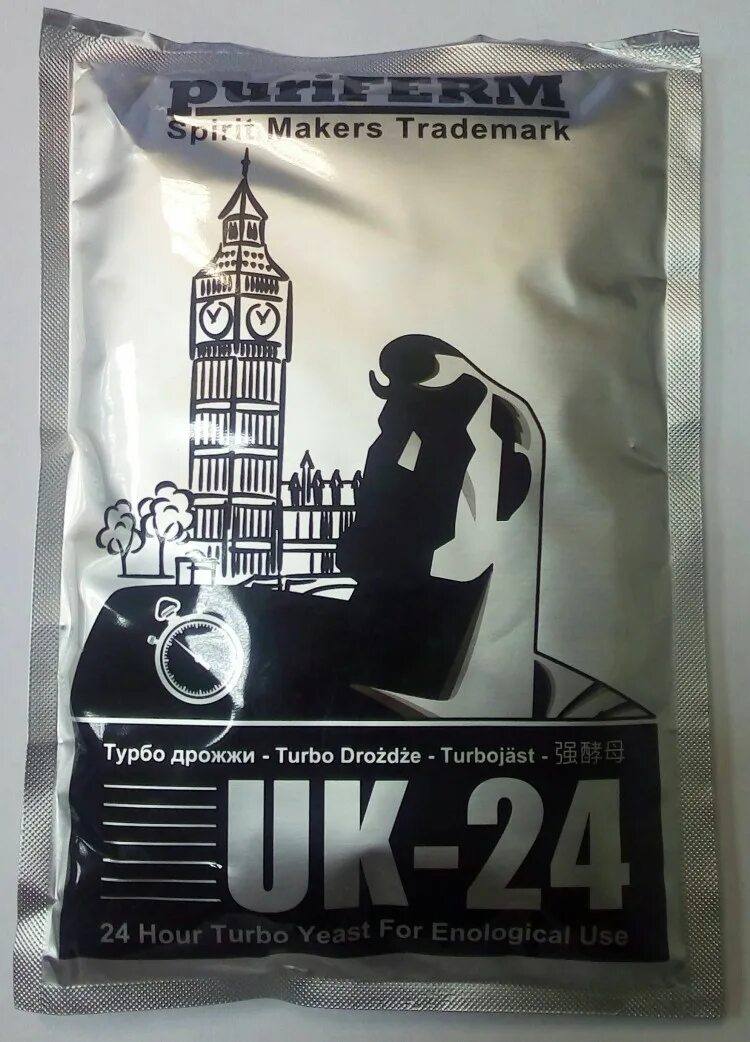 puriFERM
Spirit Makers Trademark
Турбо дрожжи - Turbo Drożdże - Turbojäst - 强酵母
UK-24
24 Hour Turbo Yeast For Enological Use